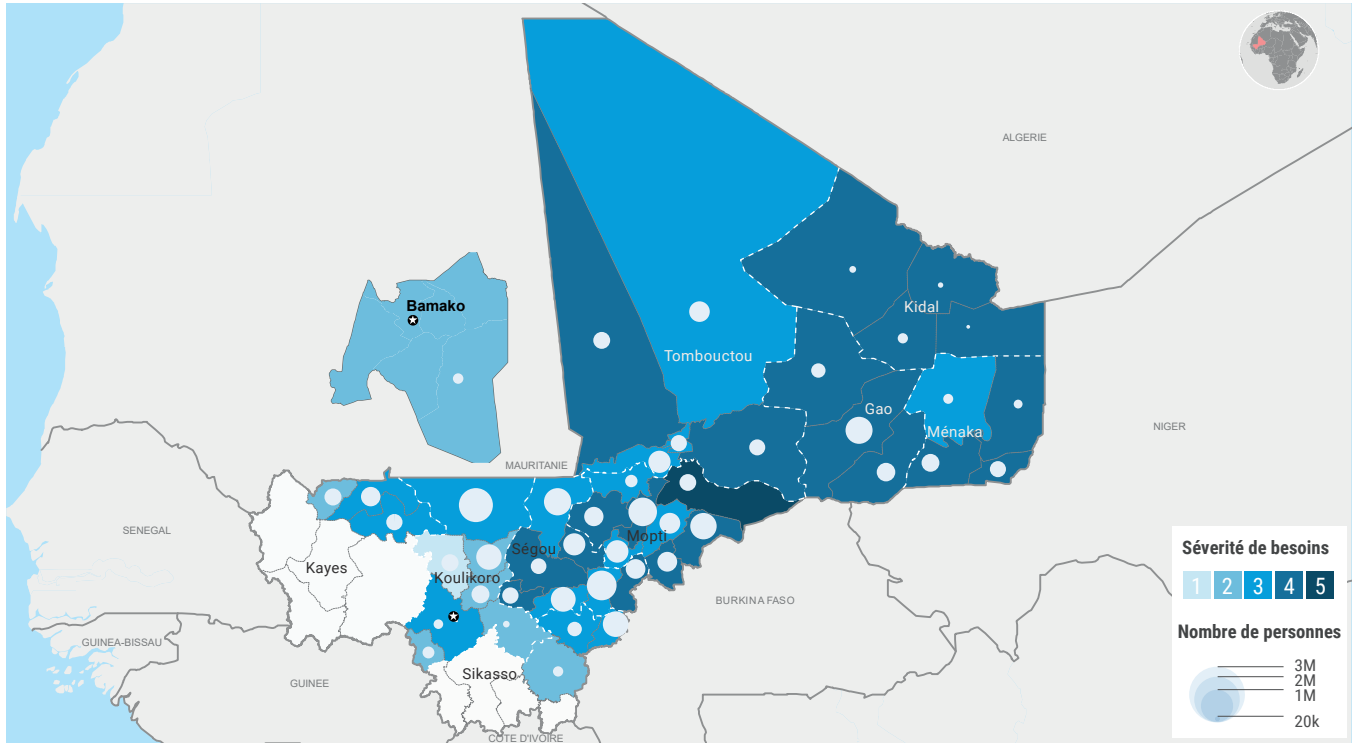 ALGERIE
Bamako
Kidal
Tombouctou
Gao
NIGER
Ménaka
MAURITANIE
SENEGAL
Mopti
Ségou
Kayes
Koulikoro
BURKINA FASO
GUINEA-BISSAU
GUINEE
Sikasso
COTE D'IVOIRE
Séverité de besoins
1 2 3 4 5
Nombre de personnes
3M
2M
1M
20k